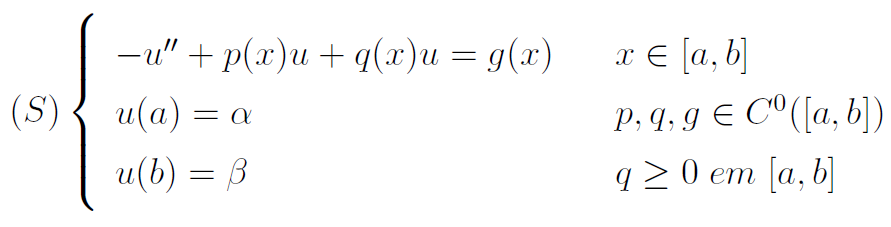 −u″ + p(x)u + q(x)u = g(x) x ∈ [a, b]
(S) { u(a) = α p, q, g ∈ C⁰([a, b])
u(b) = β q ≥ 0 em [a, b]